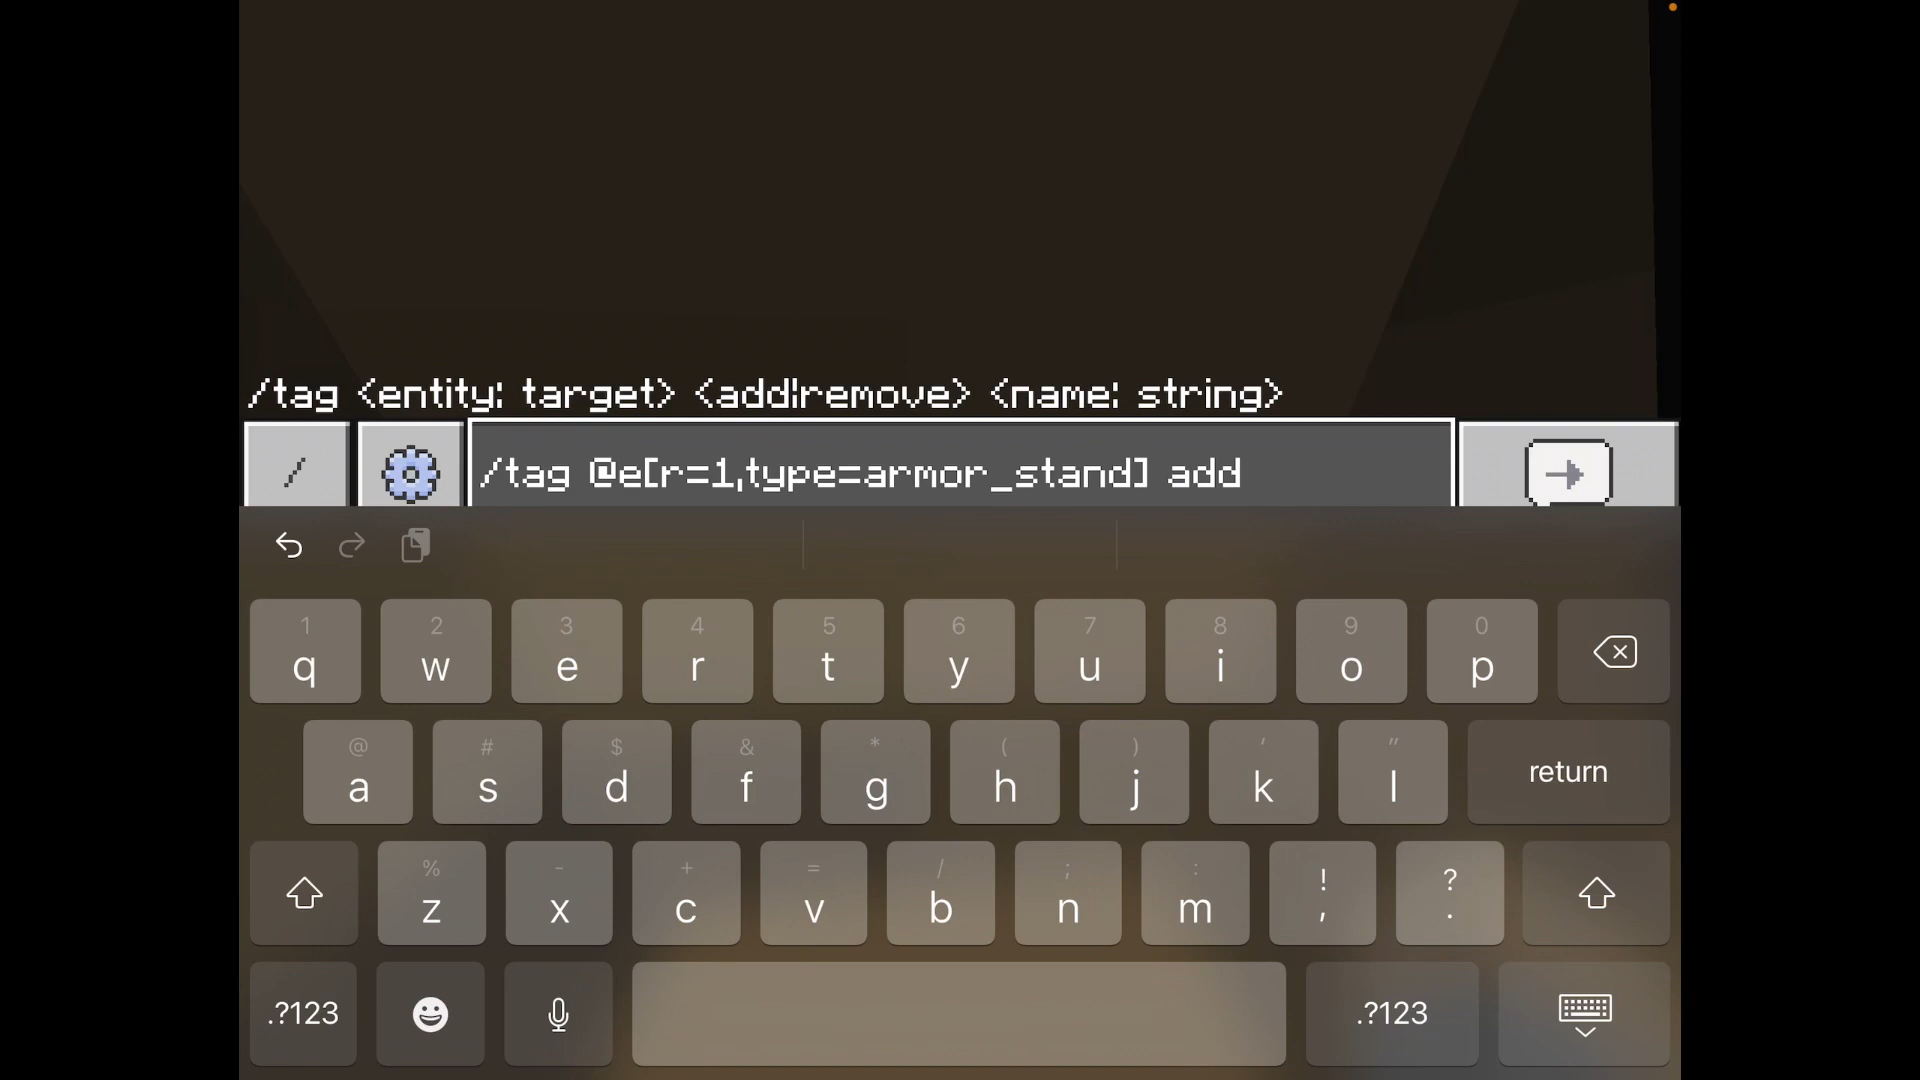 /tag <entity: target> <add|remove> <name: string>
/ /tag @e[r=1,type=armor_stand] add
1 2 3 4 5 6 7 8 9 0
q w e r t y u i o p
@ # $ & * ( ) ' "
a s d f g h j k l return
% - + = / ; : ! ?
z x c v b n m , .
.?123 .?123